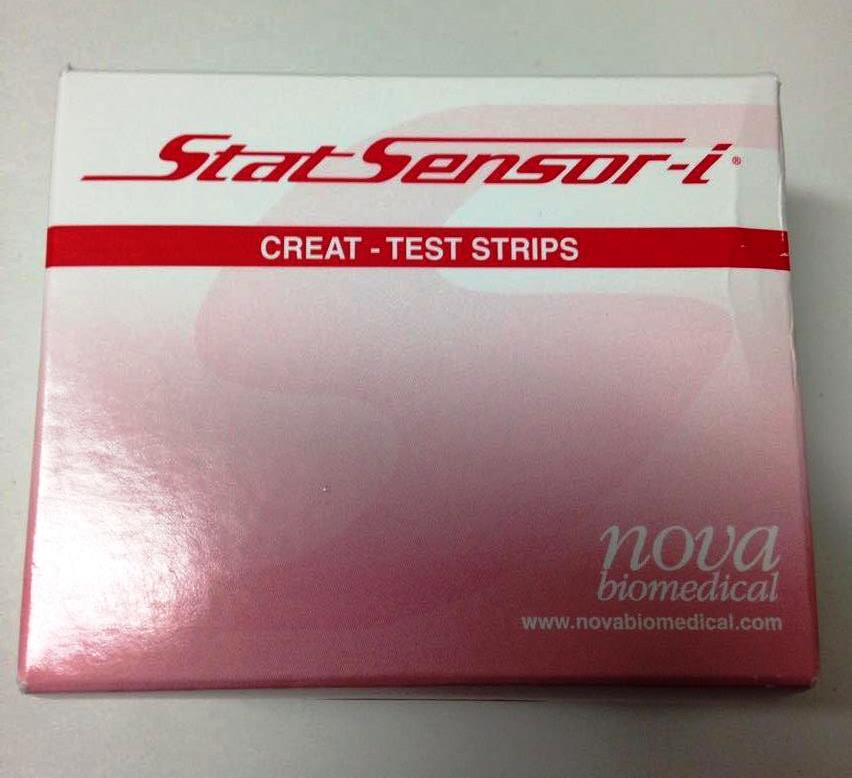 StatSensor-i®
CREAT - TEST STRIPS
nova
biomedical
www.novabiomedical.com